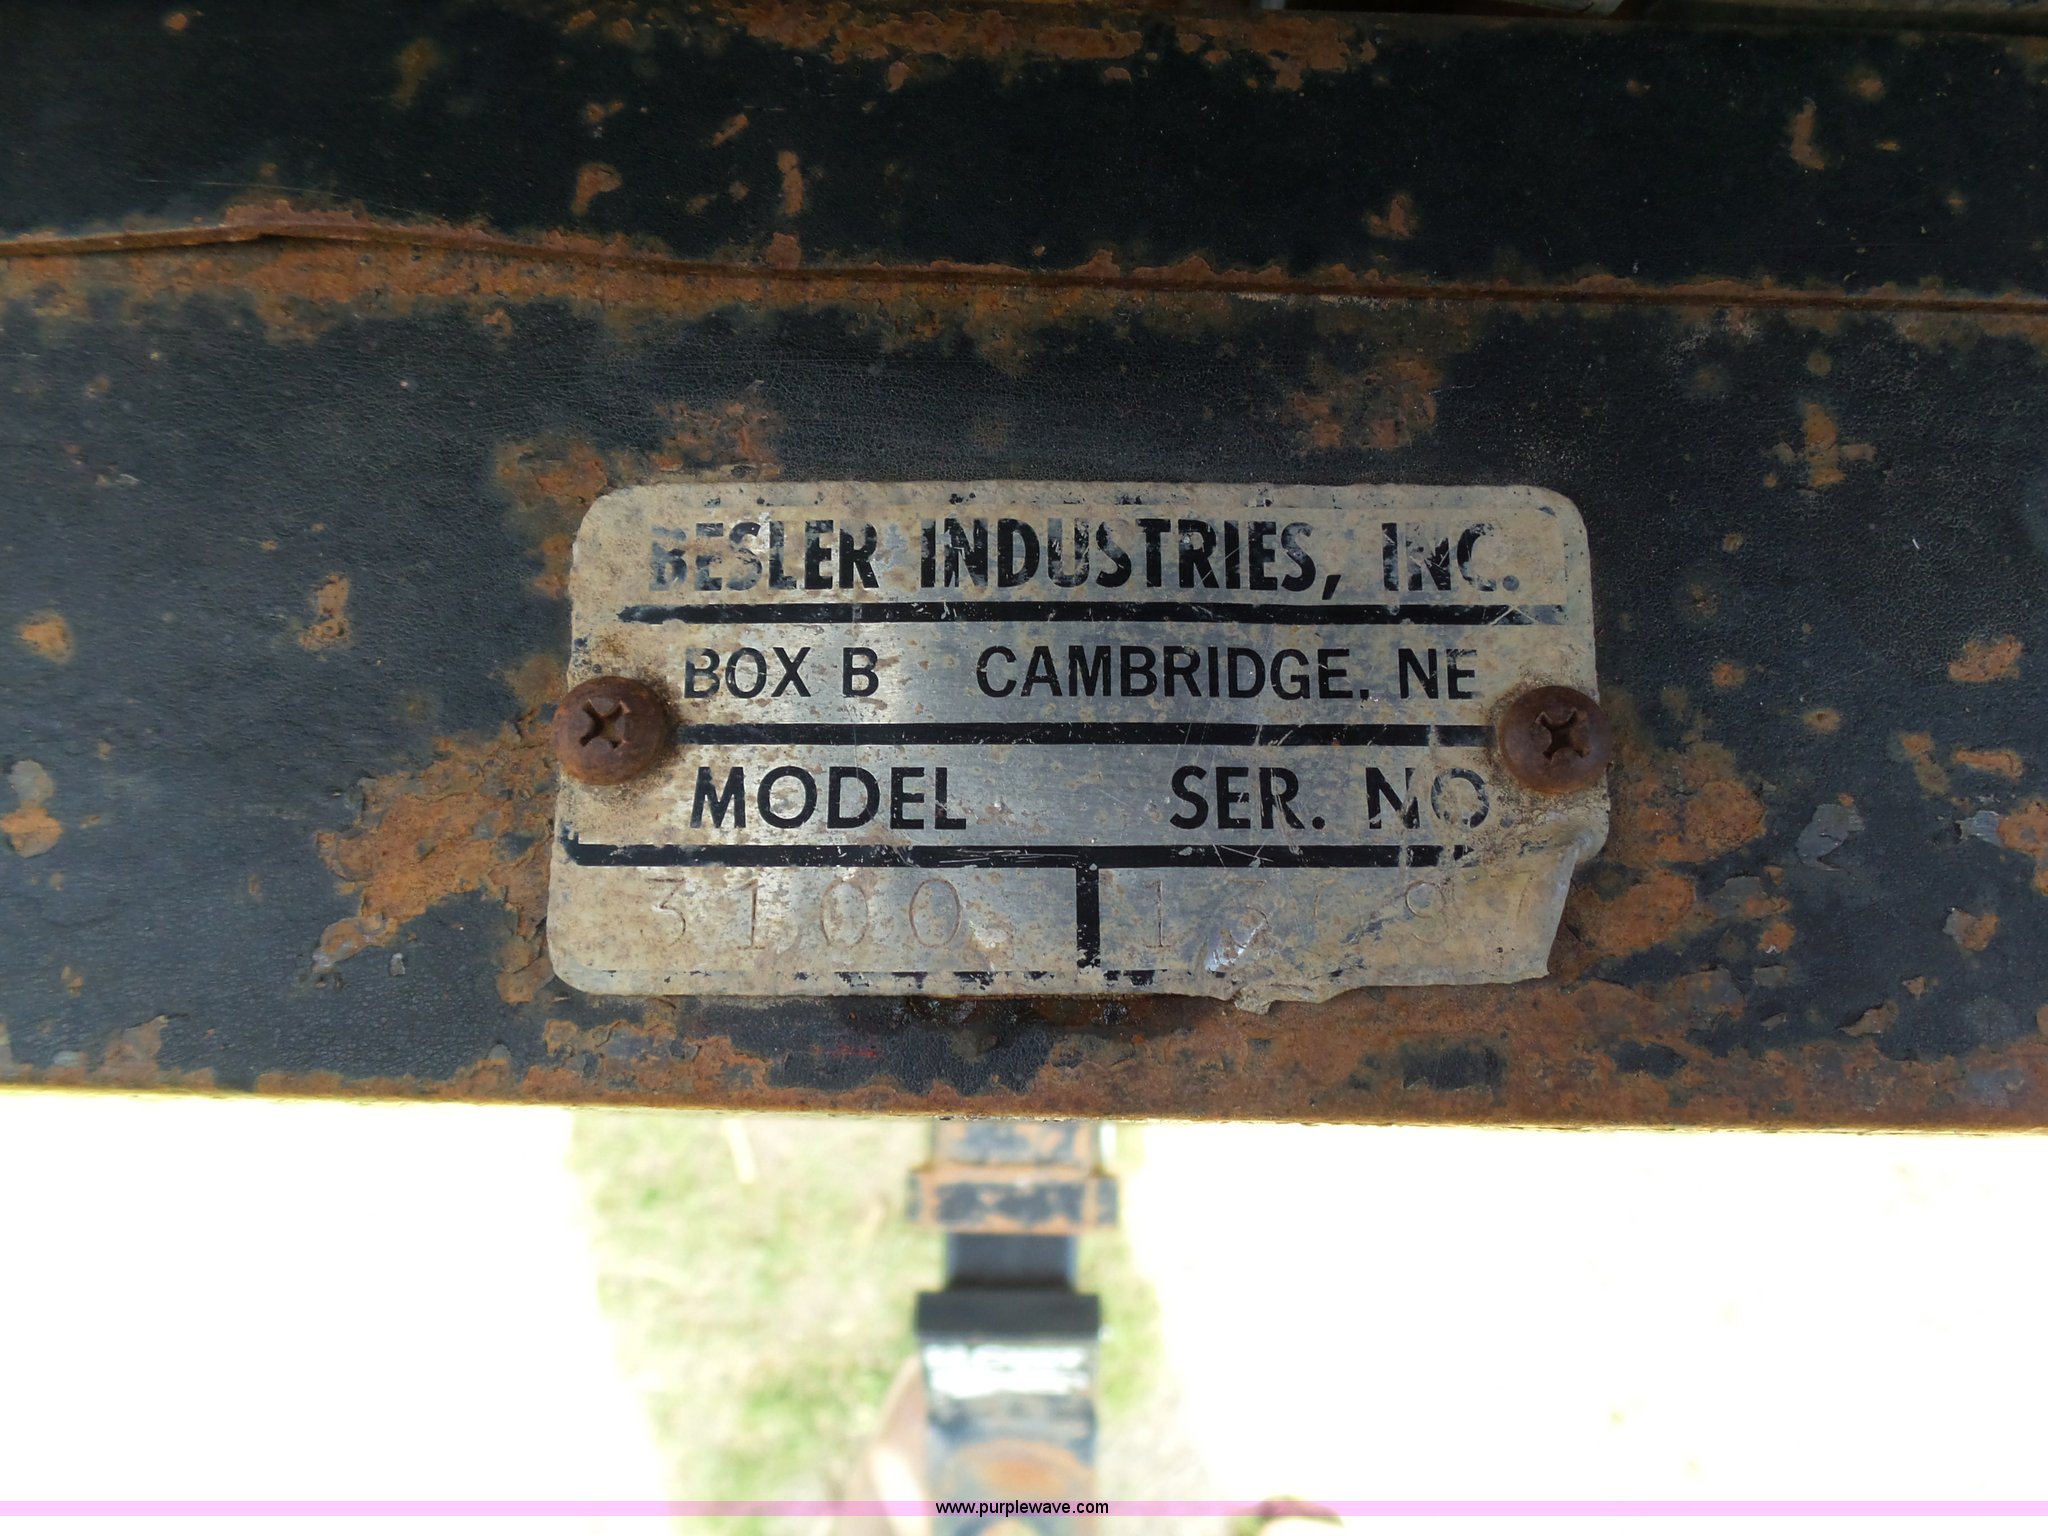 BESLER INDUSTRIES, INC.
BOX B CAMBRIDGE, NE
MODEL SER. NO
3100
www.purplewave.com